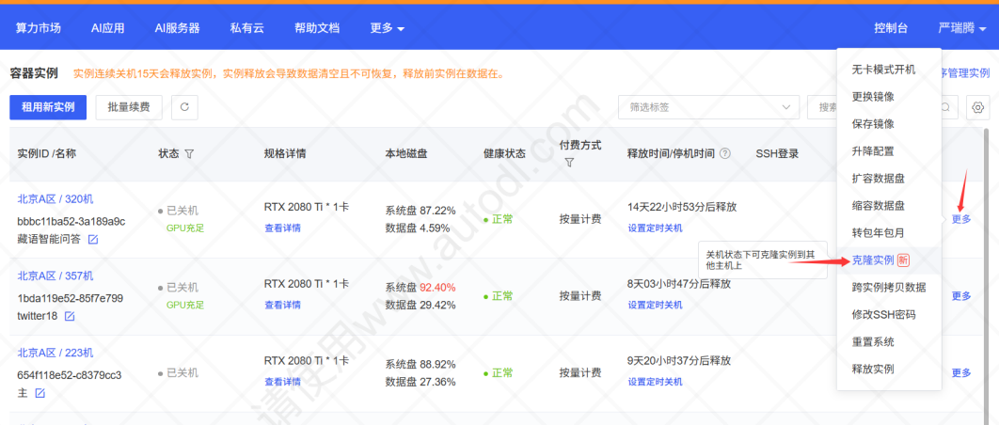 算力市场 AI应用 AI服务器 私有云 帮助文档 更多 控制台 严瑞腾
容器实例 实例连续关机15天会释放实例，实例释放会导致数据清空且不可恢复，释放前实例在数据在。 序管理实例
租用新实例 批量续费 筛选标签 搜索
实例ID /名称 状态 规格详情 本地磁盘 健康状态 付费方式 释放时间/停机时间 SSH登录
北京A区 / 320机
bbbc11ba52-3a189a9c
藏语智能问答
已关机
GPU充足
RTX 2080 Ti * 1卡
查看详情
系统盘 87.22%
数据盘 4.59%
正常
按量计费
14天22小时53分后释放
设置定时关机
更多
北京A区 / 357机
1bda119e52-85f7e799
twitter18
已关机
GPU充足
RTX 2080 Ti * 1卡
查看详情
系统盘 92.40%
数据盘 29.42%
正常
按量计费
8天03小时47分后释放
设置定时关机
更多
北京A区 / 223机
654f118e52-c8379cc3
主
已关机
RTX 2080 Ti * 1卡
查看详情
系统盘 88.92%
数据盘 27.36%
正常
按量计费
9天20小时37分后释放
设置定时关机
更多
关机状态下可克隆实例到其
他主机上
无卡模式开机
更换镜像
保存镜像
升降配置
扩容数据盘
缩容数据盘
转包年包月
克隆实例 新
跨实例拷贝数据
修改SSH密码
重置系统
释放实例
请使用www.autodl.com